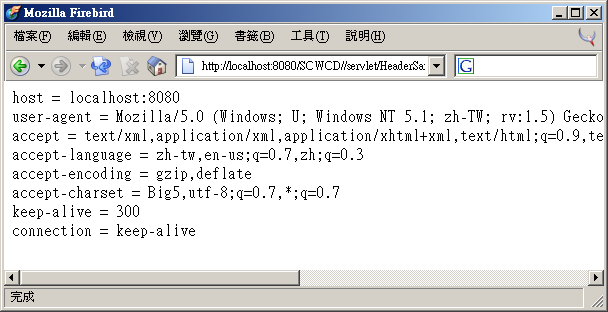 Mozilla Firebird
檔案(F) 編輯(E) 檢視(V) 瀏覽(G) 書籤(B) 工具(T) 說明(H)
http://localhost:8080/SCWCD//servlet/HeaderSa G
host = localhost:8080
user-agent = Mozilla/5.0 (Windows; U; Windows NT 5.1; zh-TW; rv:1.5) Gecko
accept = text/xml,application/xml,application/xhtml+xml,text/html;q=0.9,te
accept-language = zh-tw,en-us;q=0.7,zh;q=0.3
accept-encoding = gzip,deflate
accept-charset = Big5,utf-8;q=0.7,*;q=0.7
keep-alive = 300
connection = keep-alive
完成